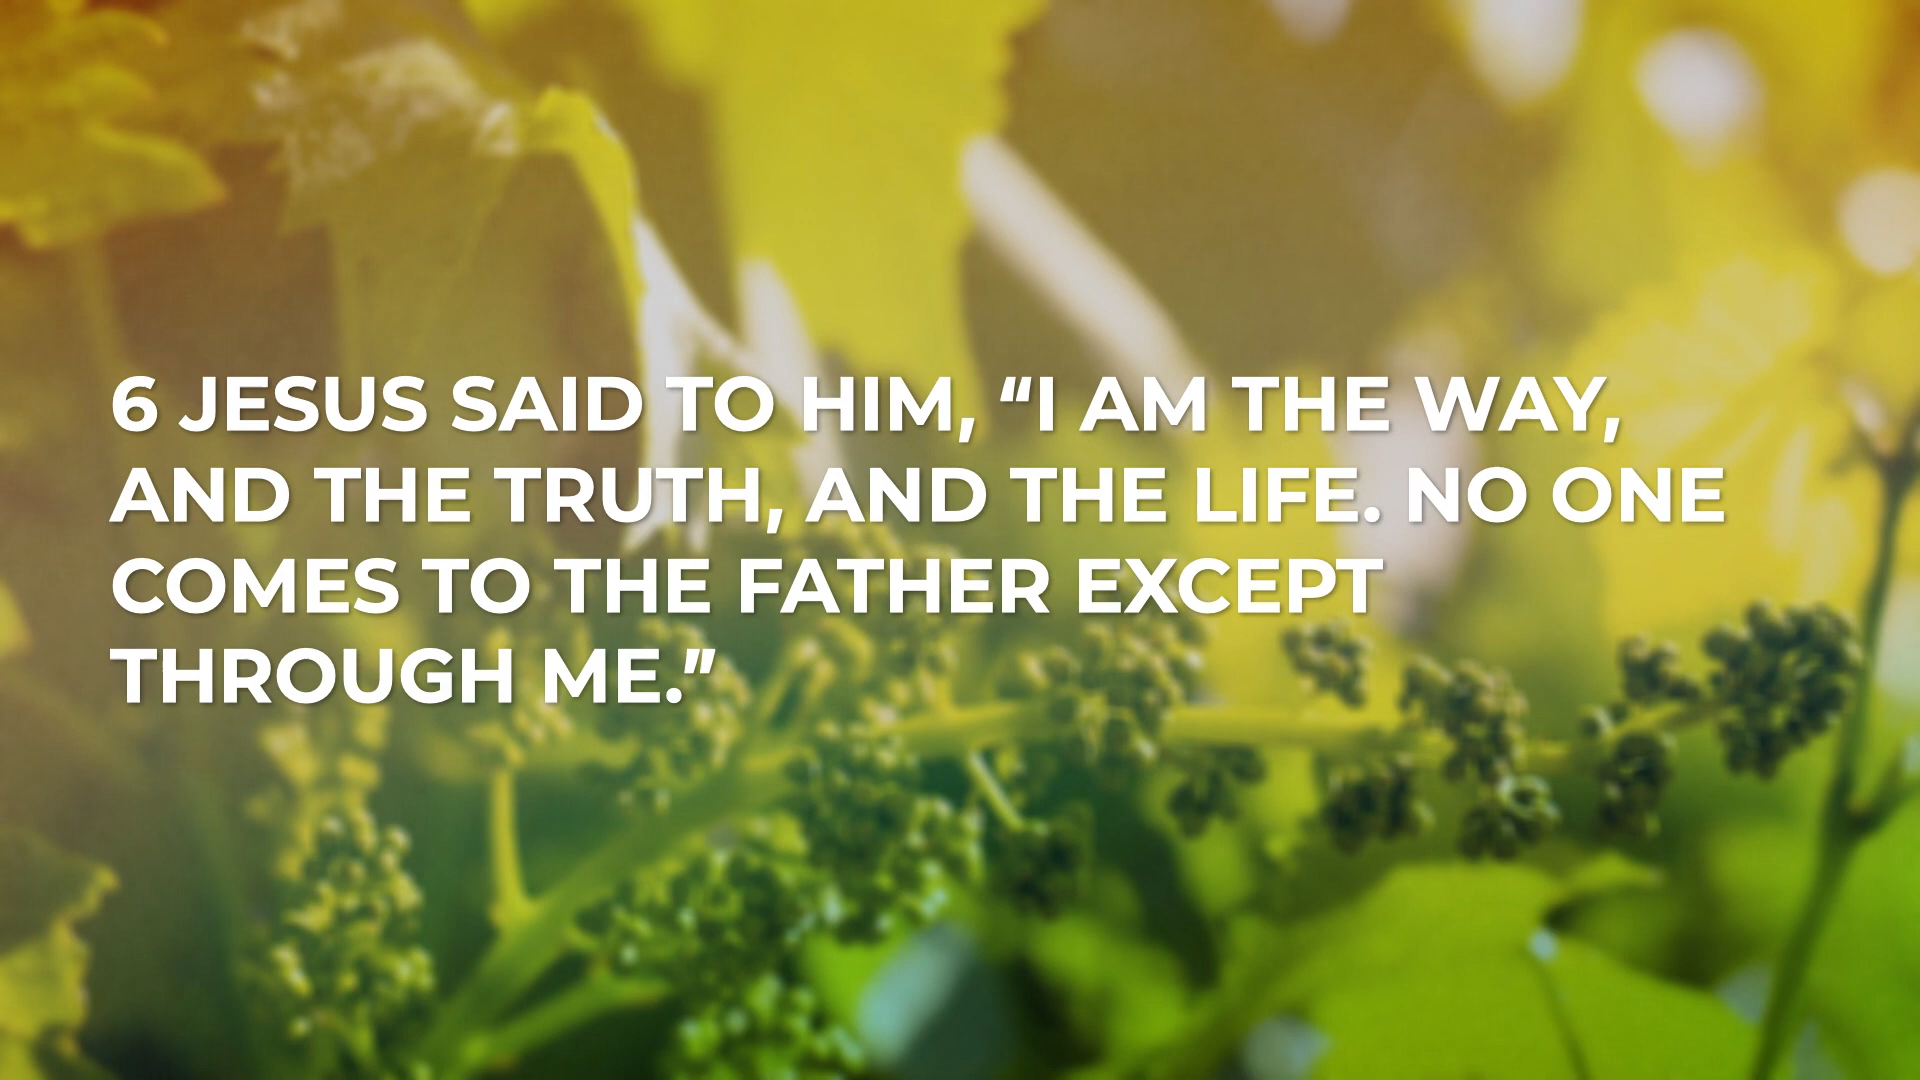 6 JESUS SAID TO HIM, “I AM THE WAY,
AND THE TRUTH, AND THE LIFE. NO ONE
COMES TO THE FATHER EXCEPT
THROUGH ME.”